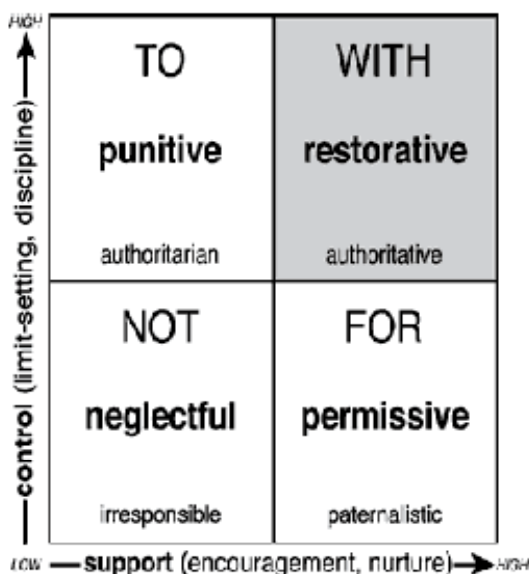 HIGH
control (limit-setting, discipline)
TO
punitive
authoritarian
WITH
restorative
authoritative
NOT
neglectful
irresponsible
FOR
permissive
paternalistic
LOW support (encouragement, nurture) HIGH